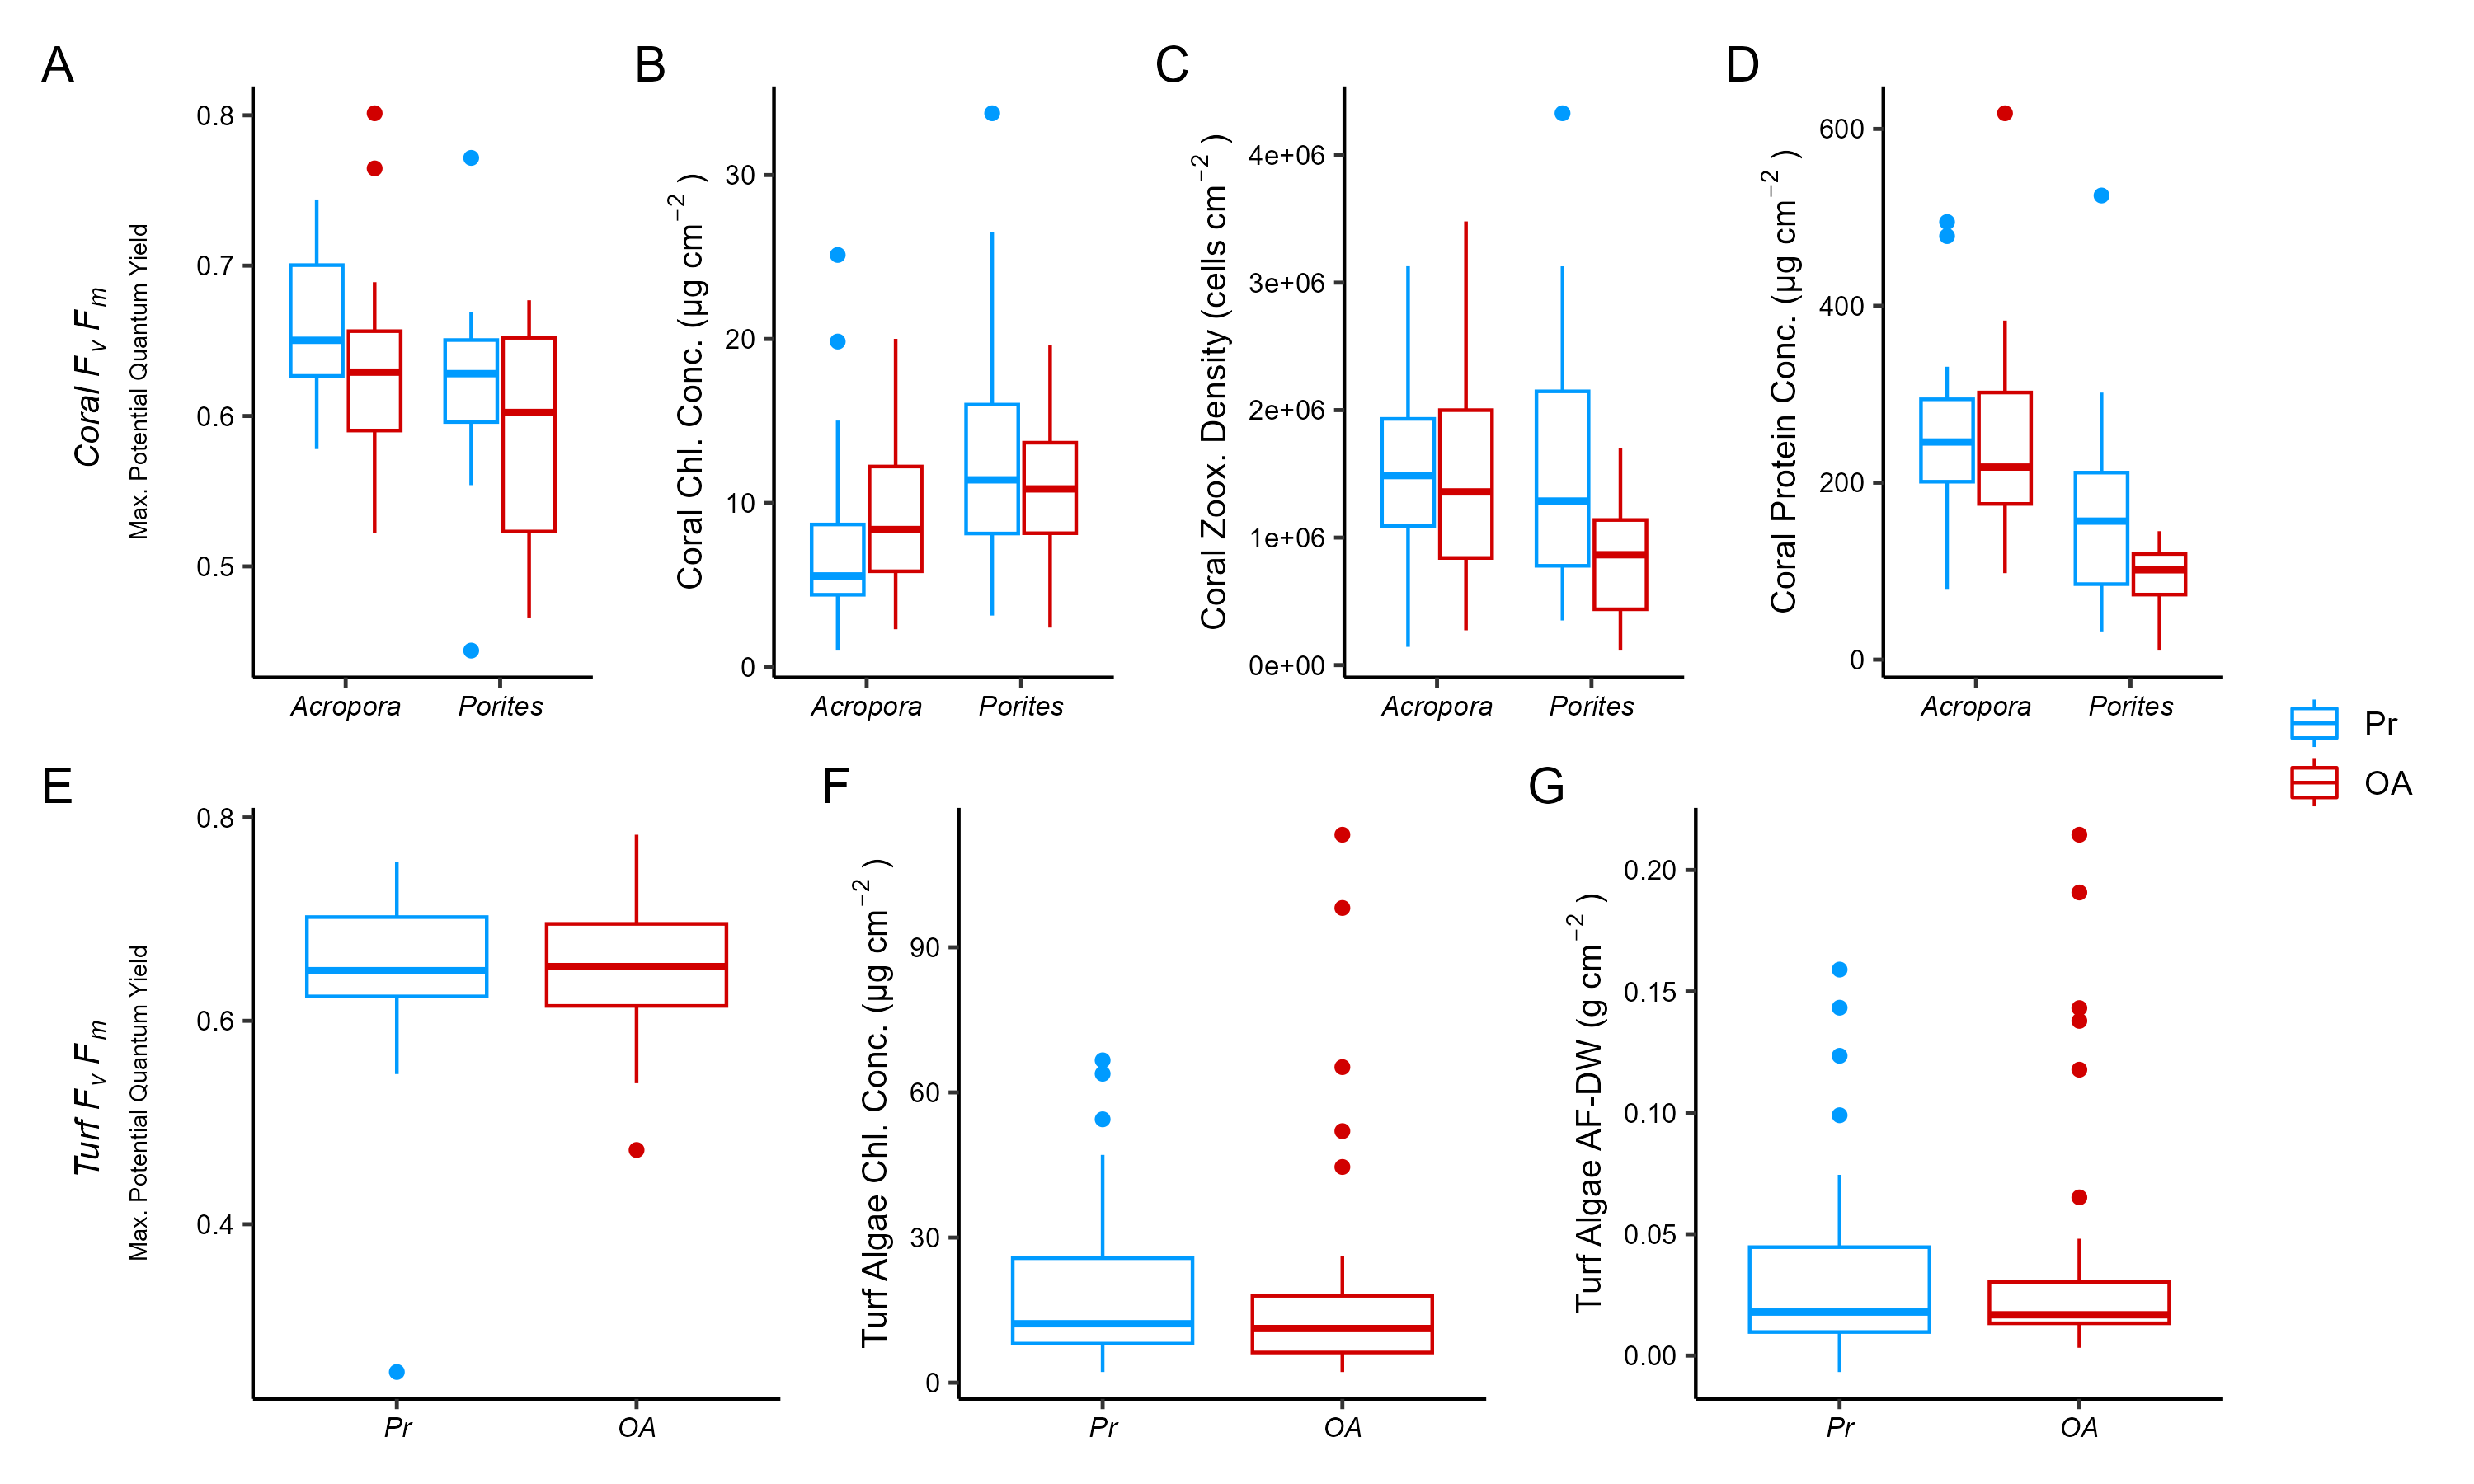 A
B
C
D
Coral Fv Fm
Max. Potential Quantum Yield
0.8
0.7
0.6
0.5
Acropora
Porites
Coral Chl. Conc. (µg cm−2 )
30
20
10
0
Acropora
Porites
Coral Zoox. Density (cells cm−2 )
4e+06
3e+06
2e+06
1e+06
0e+00
Acropora
Porites
Coral Protein Conc. (µg cm−2 )
600
400
200
0
Acropora
Porites
Pr
OA
E
F
G
Turf Fv Fm
Max. Potential Quantum Yield
0.8
0.6
0.4
Pr
OA
Turf Algae Chl. Conc. (µg cm−2 )
90
60
30
0
Pr
OA
Turf Algae AF-DW (g cm−2 )
0.20
0.15
0.10
0.05
0.00
Pr
OA